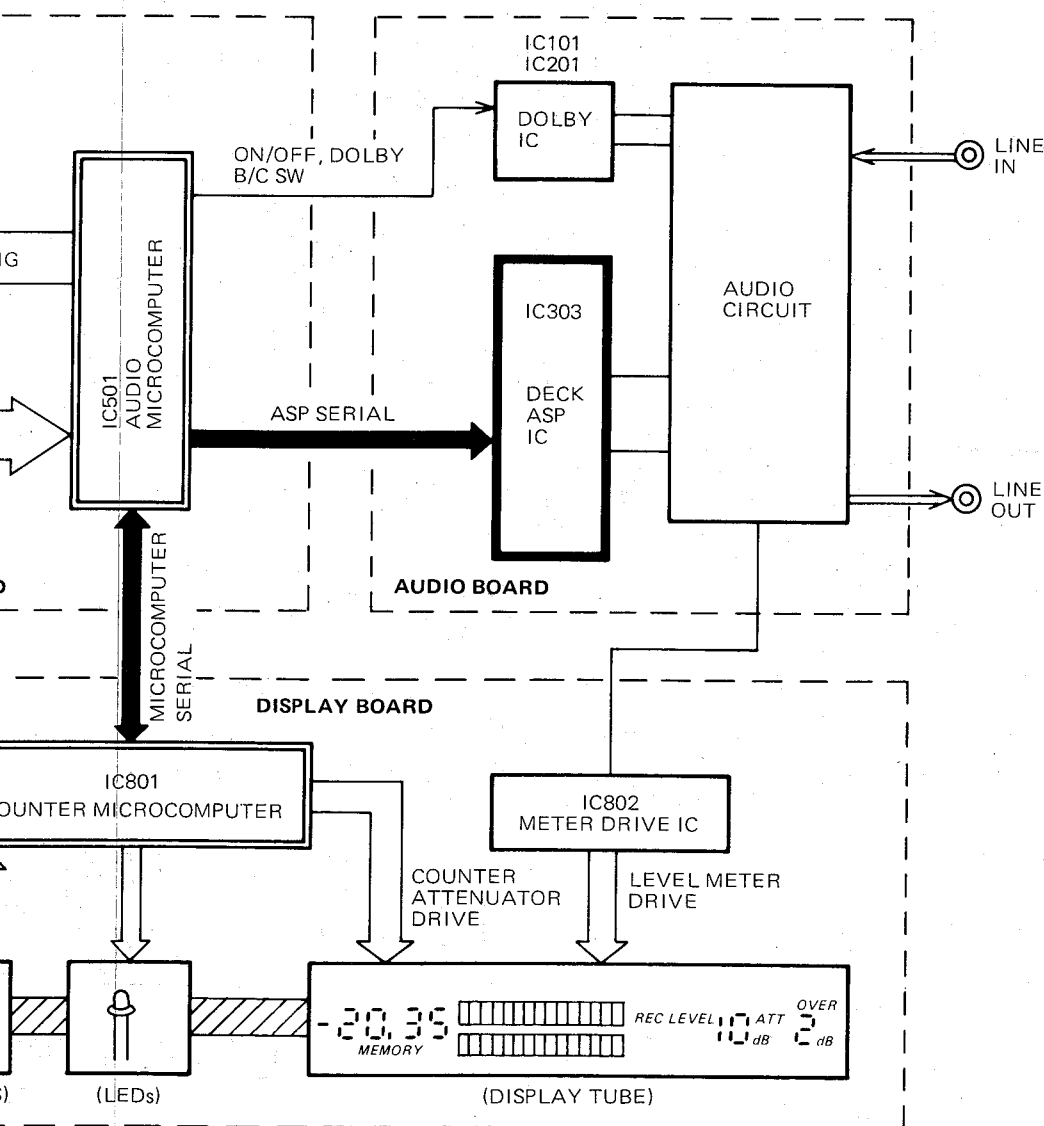 IC101
IC201
DOLBY
IC
ON/OFF, DOLBY
B/C SW
LINE
IN
IC501
AUDIO
MICROCOMPUTER
IC303
DECK
ASP
IC
AUDIO
CIRCUIT
ASP SERIAL
LINE
OUT
AUDIO BOARD
MICROCOMPUTER
SERIAL
DISPLAY BOARD
IC801
OUNTER MICROCOMPUTER
IC802
METER DRIVE IC
COUNTER
ATTENUATOR
DRIVE
LEVEL METER
DRIVE
-20.35
MEMORY
REC LEVEL 10 dB ATT
OVER
2 dB
(LEDs)
(DISPLAY TUBE)